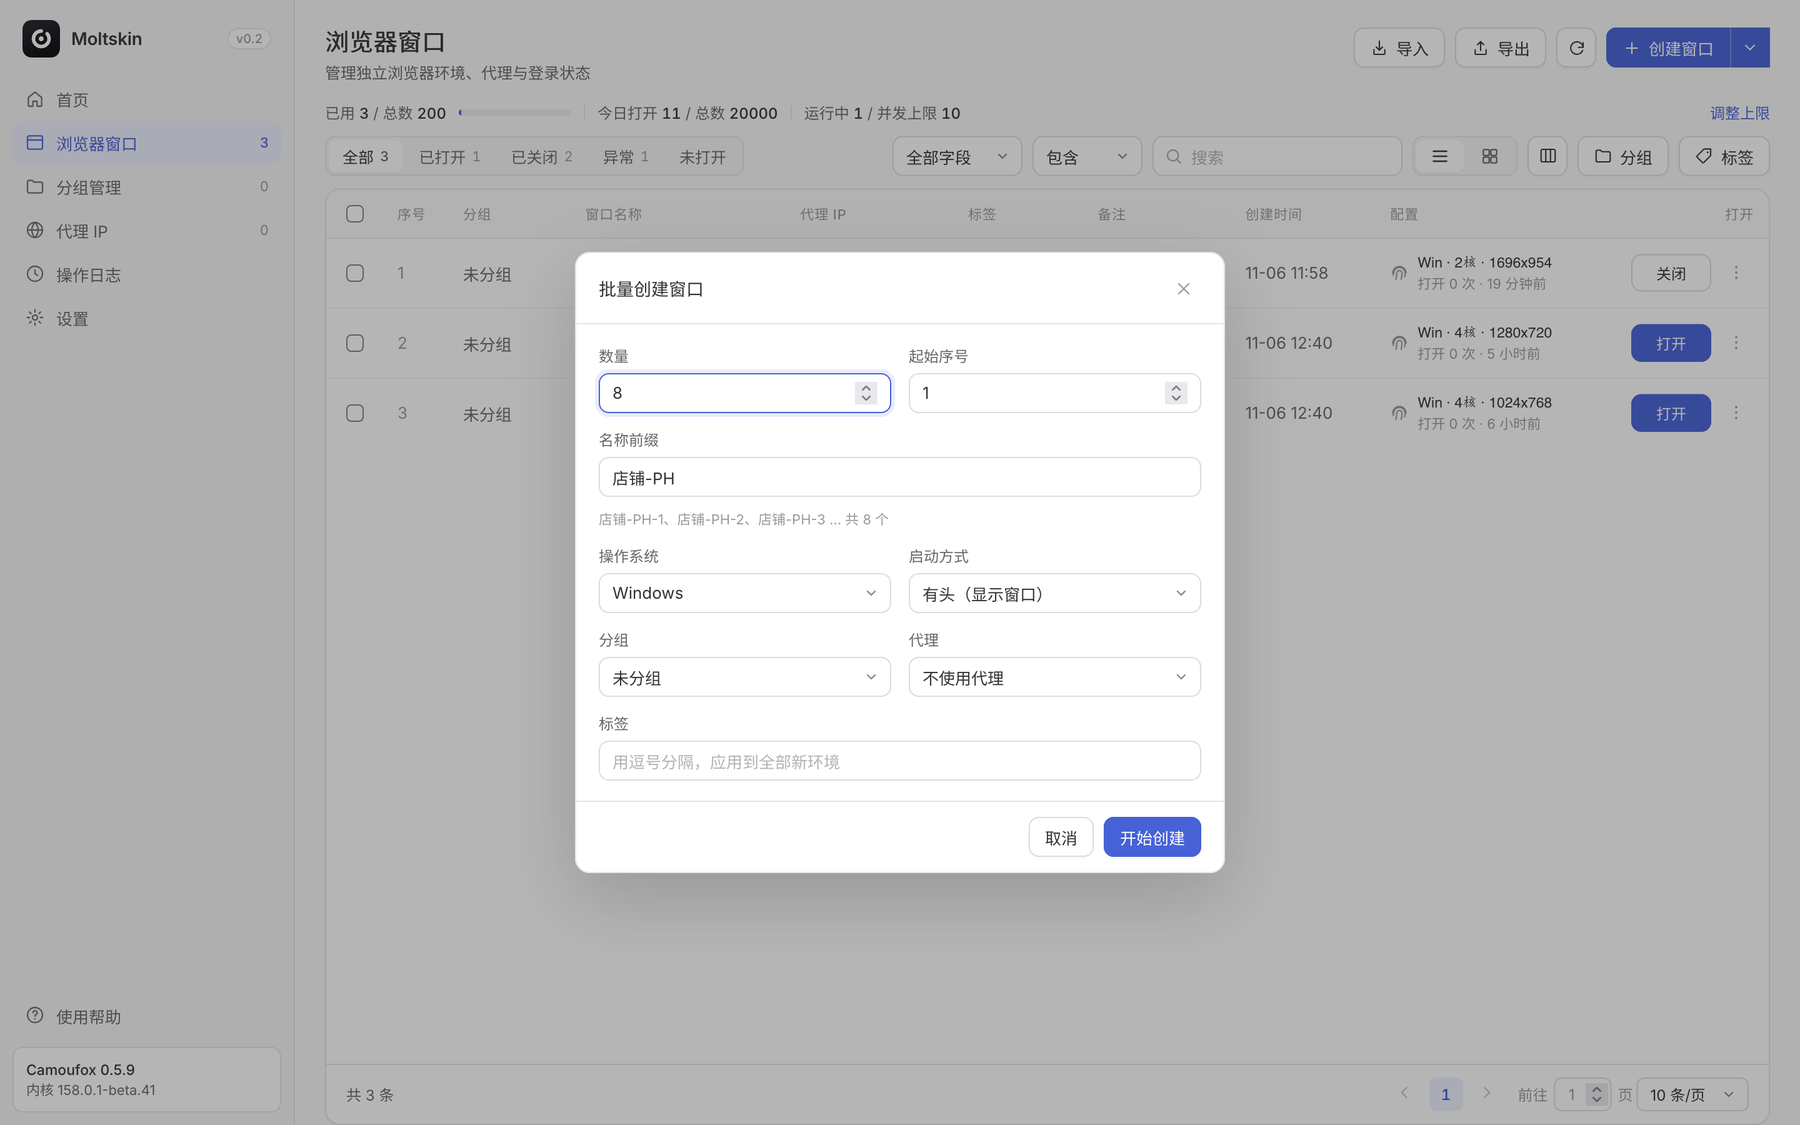 Moltskin
v0.2
首页
浏览器窗口 3
分组管理 0
代理 IP 0
操作日志
设置
使用帮助
Camoufox 0.5.9
内核 158.0.1-beta.41
浏览器窗口
管理独立浏览器环境、代理与登录状态
导入
导出
创建窗口
已用 3 / 总数 200
今日打开 11 / 总数 20000
运行中 1 / 并发上限 10
调整上限
全部 3
已打开 1
已关闭 2
异常 1
未打开
全部字段
包含
搜索
分组
标签
序号 分组 窗口名称 代理 IP 标签 备注 创建时间 配置 打开
1 未分组 11-06 11:58 Win · 2核 · 1696x954 关闭
打开 0 次 · 19 分钟前
2 未分组 11-06 12:40 Win · 4核 · 1280x720 打开
打开 0 次 · 5 小时前
3 未分组 11-06 12:40 Win · 4核 · 1024x768 打开
打开 0 次 · 6 小时前
批量创建窗口
数量 起始序号
8 1
名称前缀
店铺-PH
店铺-PH-1、店铺-PH-2、店铺-PH-3 ... 共 8 个
操作系统 启动方式
Windows 有头（显示窗口）
分组 代理
未分组 不使用代理
标签
用逗号分隔，应用到全部新环境
取消 开始创建
共 3 条
1
前往 1 页
10 条/页